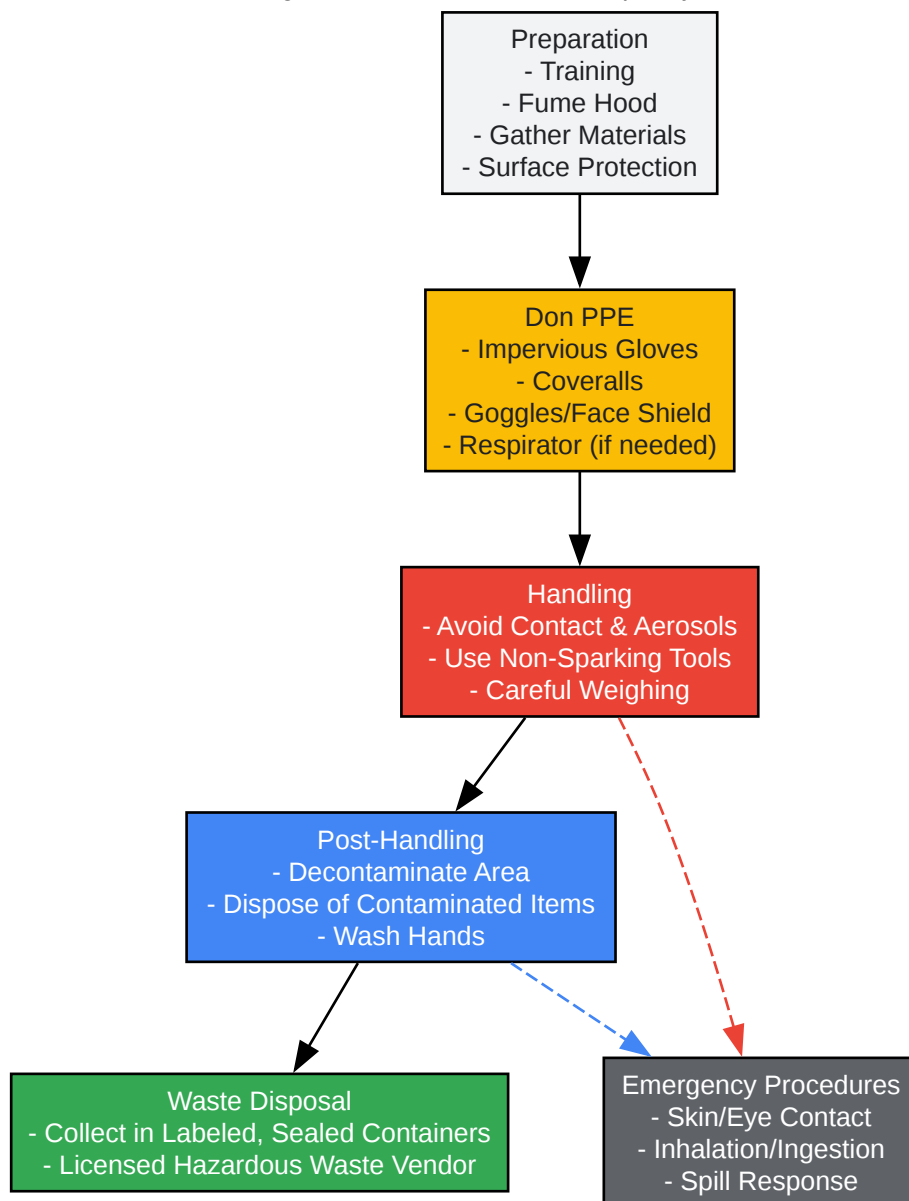 Preparation
- Training
- Fume Hood
- Gather Materials
- Surface Protection
Don PPE
- Impervious Gloves
- Coveralls
- Goggles/Face Shield
- Respirator (if needed)
Handling
- Avoid Contact & Aerosols
- Use Non-Sparking Tools
- Careful Weighing
Post-Handling
- Decontaminate Area
- Dispose of Contaminated Items
- Wash Hands
Waste Disposal
- Collect in Labeled, Sealed Containers
- Licensed Hazardous Waste Vendor
Emergency Procedures
- Skin/Eye Contact
- Inhalation/Ingestion
- Spill Response